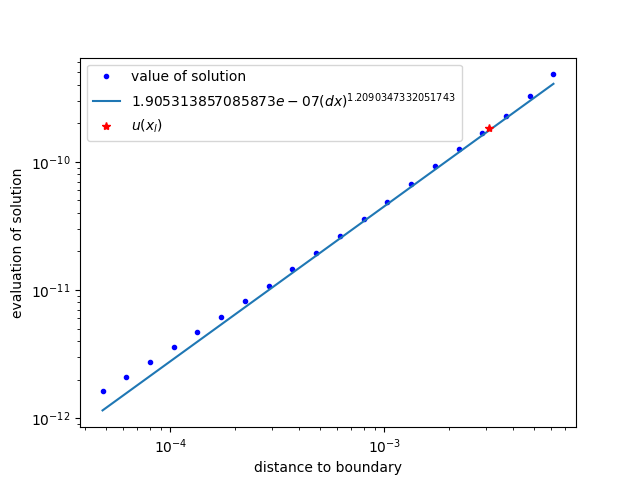 value of solution
1.905313857085873e − 07(dx)^1.2090347332051743
u(x_l)
10^−10
10^−11
10^−12
evaluation of solution
10^−4
10^−3
distance to boundary